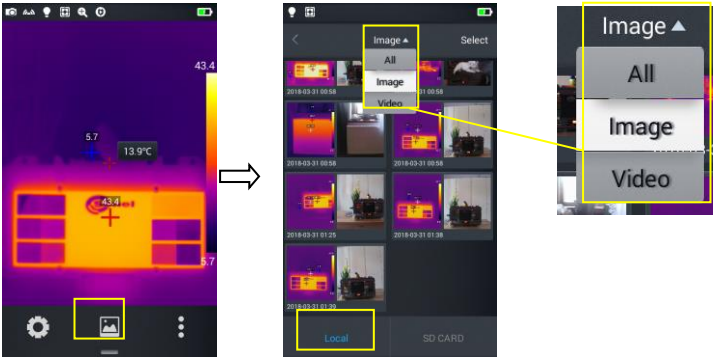 43.4
5.7
13.9℃
43.4
5.7
Image
Select
All
Image
Video
2018-03-31 00:58
2018-03-31 00:58
2018-03-31 00:58
2018-03-31 01:25
2018-03-31 01:38
2018-03-31 01:39
Local
SD CARD
Image
All
Image
Video